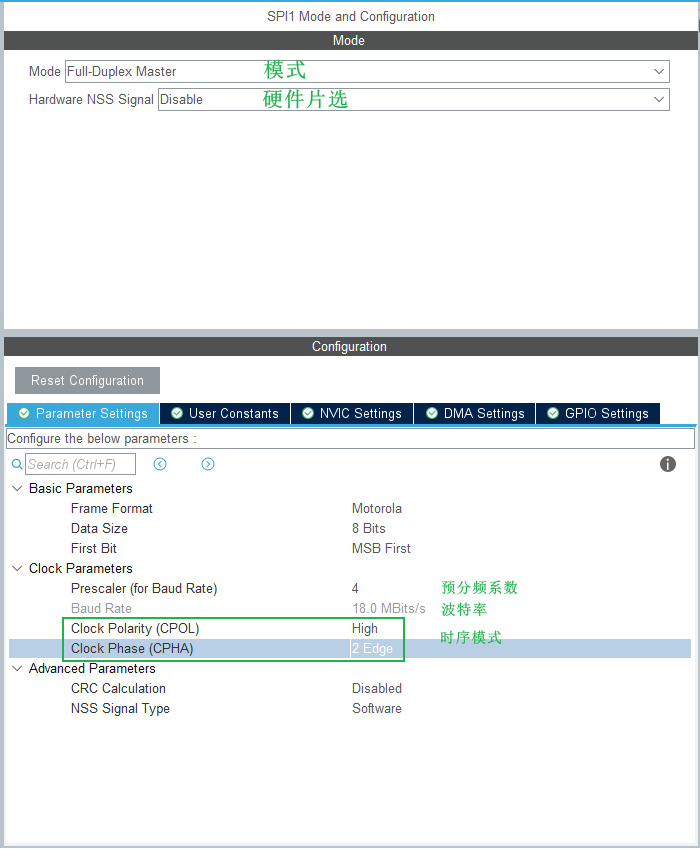 SPI1 Mode and Configuration
Mode
Mode Full-Duplex Master 模式
Hardware NSS Signal Disable 硬件片选
Configuration
Reset Configuration
Parameter Settings User Constants NVIC Settings DMA Settings GPIO Settings
Configure the below parameters :
Search (Ctrl+F)
Basic Parameters
Frame Format Motorola
Data Size 8 Bits
First Bit MSB First
Clock Parameters
Prescaler (for Baud Rate) 4 预分频系数
Baud Rate 18.0 MBits/s 波特率
Clock Polarity (CPOL) High
时序模式
Clock Phase (CPHA) 2 Edge
Advanced Parameters
CRC Calculation Disabled
NSS Signal Type Software